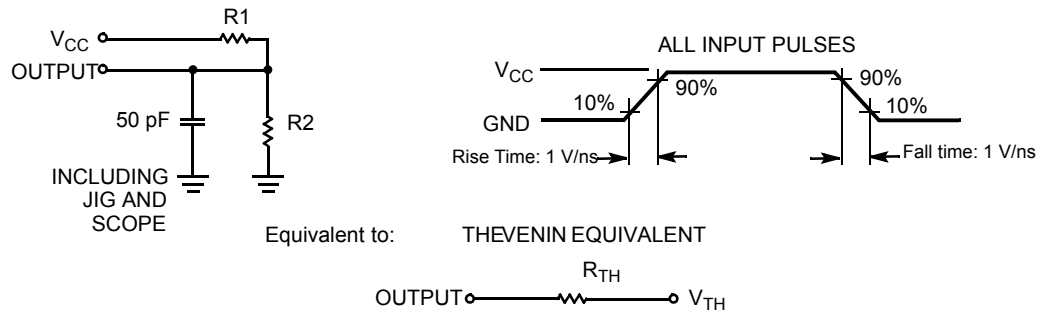 R1
V_CC
OUTPUT
50 pF
R2
INCLUDING
JIG AND
SCOPE
ALL INPUT PULSES
V_CC
GND
10%
90%
90%
10%
Rise Time: 1 V/ns
Fall time: 1 V/ns
Equivalent to:
THEVENIN EQUIVALENT
R_TH
OUTPUT
V_TH